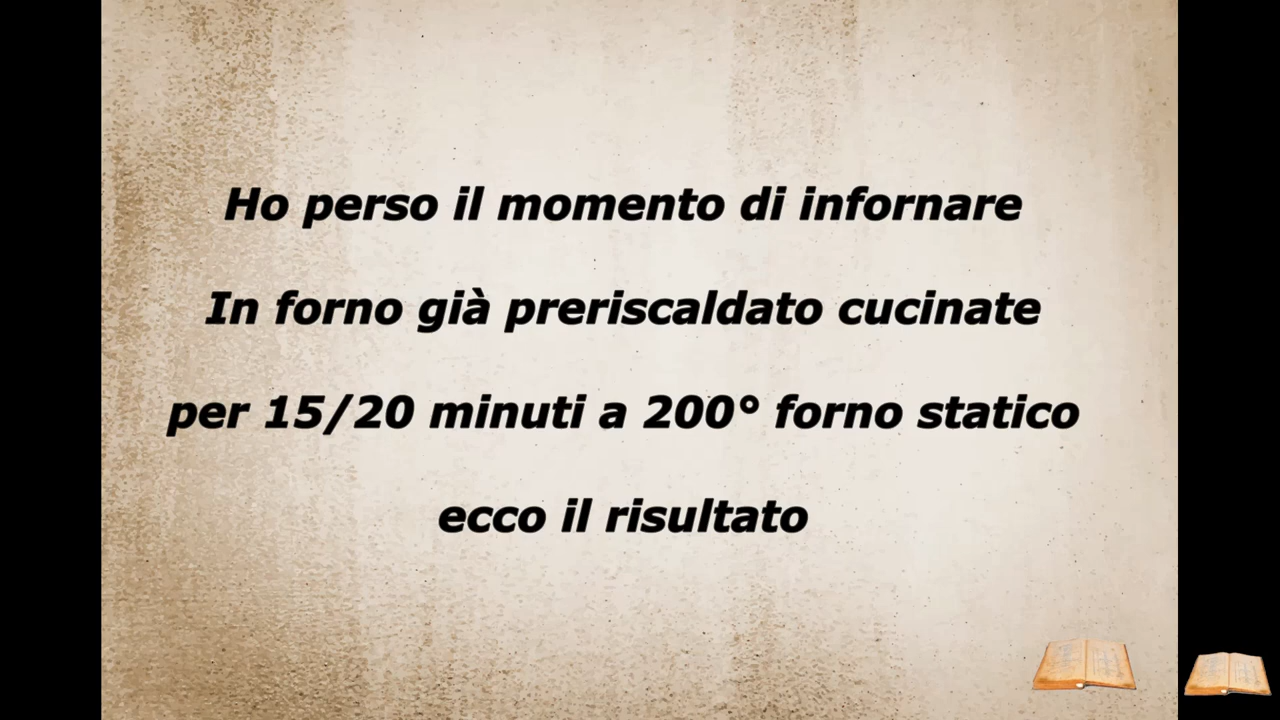 Ho perso il momento di infornare
In forno già preriscaldato cucinate
per 15/20 minuti a 200° forno statico
ecco il risultato